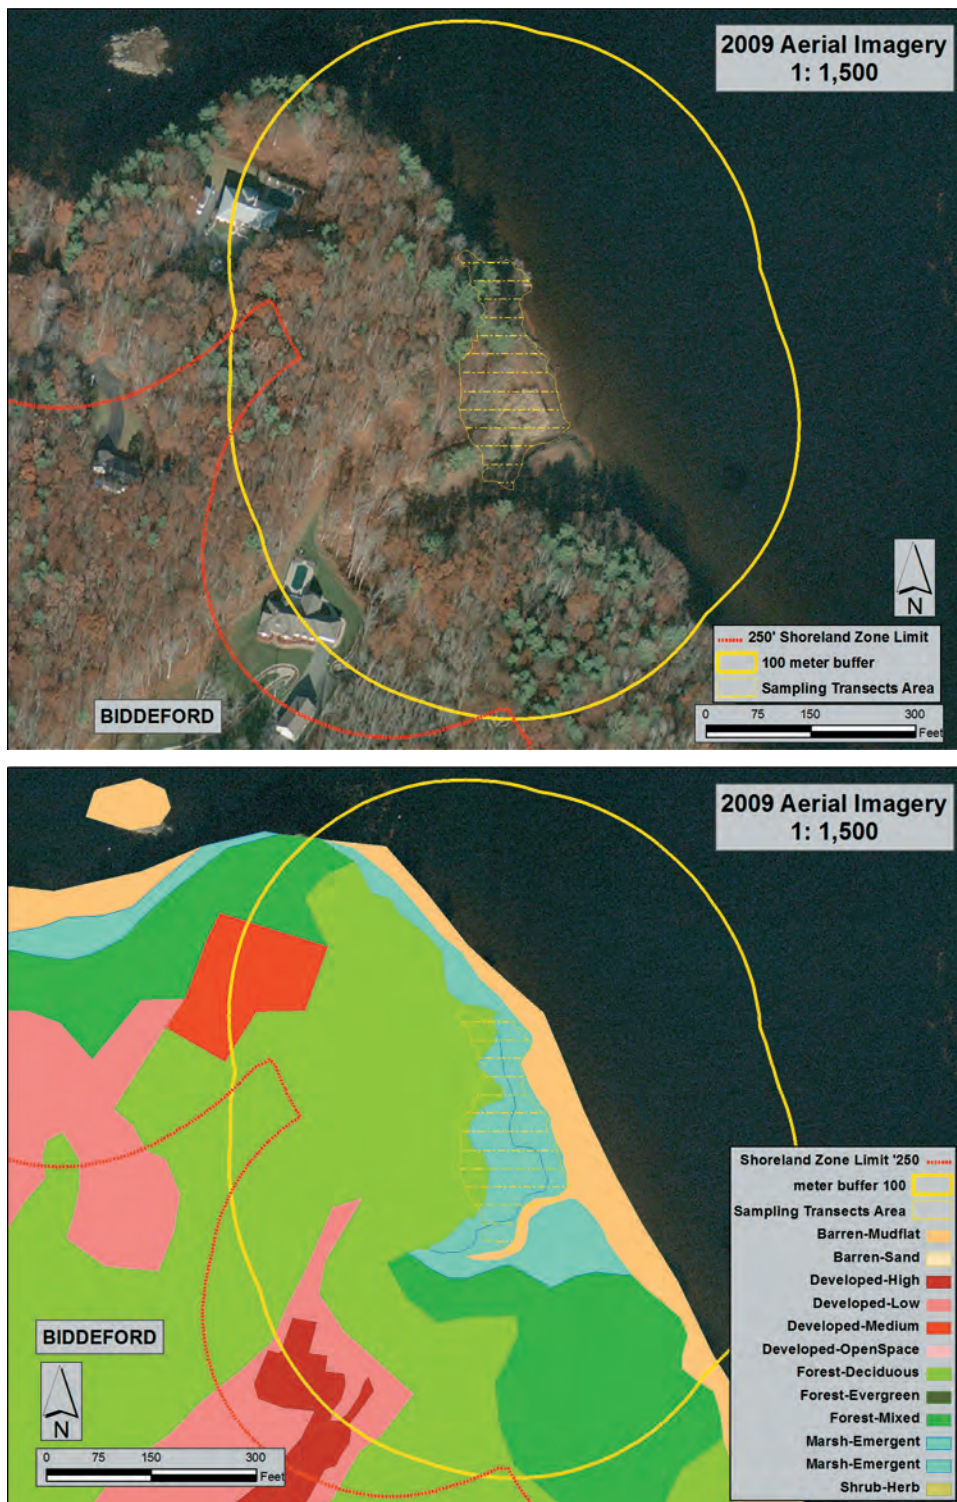 2009 Aerial Imagery
1: 1,500
N
250' Shoreland Zone Limit
100 meter buffer
Sampling Transects Area
BIDDEFORD
0 75 150 300
Feet
2009 Aerial Imagery
1: 1,500
Shoreland Zone Limit '250
meter buffer 100
Sampling Transects Area
Barren-Mudflat
Barren-Sand
Developed-High
Developed-Low
Developed-Medium
Developed-OpenSpace
Forest-Deciduous
Forest-Evergreen
Forest-Mixed
Marsh-Emergent
Marsh-Emergent
Shrub-Herb
BIDDEFORD
N
0 75 150 300
Feet